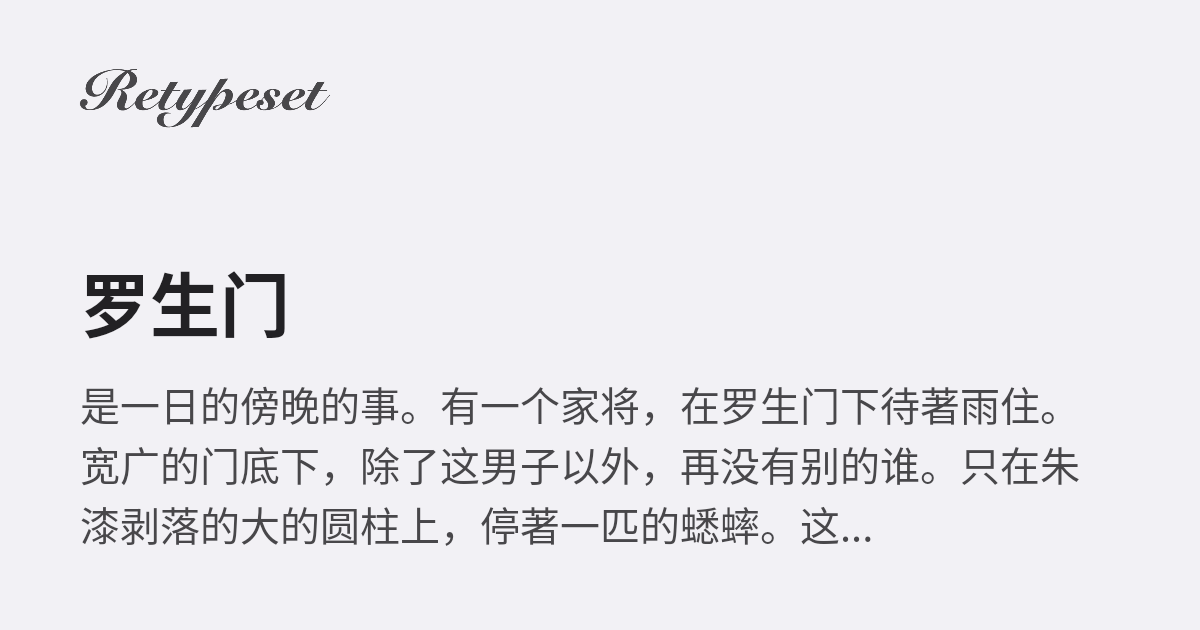 Retypeset
罗生门
是一日的傍晚的事。有一个家将，在罗生门下待著雨住。
宽广的门底下，除了这男子以外，再没有别的谁。只在朱
漆剥落的大的圆柱上，停著一匹的蟋蟀。这...